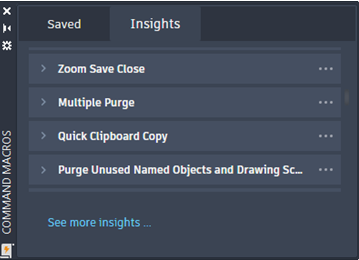 Saved
Insights
Zoom Save Close
Multiple Purge
Quick Clipboard Copy
Purge Unused Named Objects and Drawing Sc...
See more insights ...
COMMAND MACROS